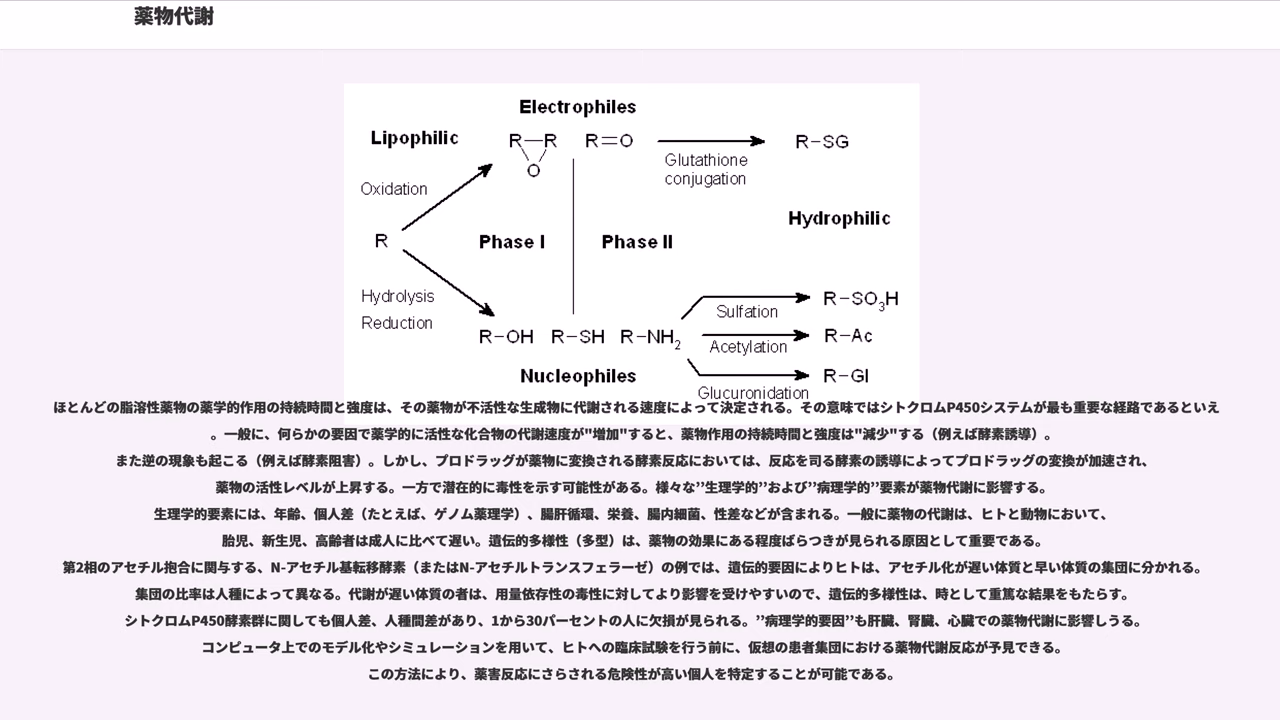 薬物代謝
Electrophiles
Lipophilic
R–R
O
R=O
R–SG
Glutathione
conjugation
Oxidation
Hydrophilic
R
Phase I
Phase II
Hydrolysis
Reduction
R–SO3H
Sulfation
R–OH
R–SH
R–NH2
R–Ac
Acetylation
Nucleophiles
R–Gl
Glucuronidation
ほとんどの脂溶性薬物の薬学的作用の持続時間と強度は、その薬物が不活性な生成物に代謝される速度によって決定される。その意味ではシトクロムP450システムが最も重要な経路であるといえ
。一般に、何らかの要因で薬学的に活性な化合物の代謝速度が"増加"すると、薬物作用の持続時間と強度は"減少"する（例えば酵素誘導）。
また逆の現象も起こる（例えば酵素阻害）。しかし、プロドラッグが薬物に変換される酵素反応においては、反応を司る酵素の誘導によってプロドラッグの変換が加速され、
薬物の活性レベルが上昇する。一方で潜在的に毒性を示す可能性がある。様々な’’生理学的’’および’’病理学的’’要素が薬物代謝に影響する。
生理学的要素には、年齢、個人差（たとえば、ゲノム薬理学）、腸肝循環、栄養、腸内細菌、性差などが含まれる。一般に薬物の代謝は、ヒトと動物において、
胎児、新生児、高齢者は成人に比べて遅い。遺伝的多様性（多型）は、薬物の効果にある程度ばらつきが見られる原因として重要である。
第2相のアセチル抱合に関与する、N-アセチル基転移酵素（またはN-アセチルトランスフェラーゼ）の例では、遺伝的要因によりヒトは、アセチル化が遅い体質と早い体質の集団に分かれる。
集団の比率は人種によって異なる。代謝が遅い体質の者は、用量依存性の毒性に対してより影響を受けやすいので、遺伝的多様性は、時として重篤な結果をもたらす。
シトクロムP450酵素群に関しても個人差、人種間差があり、1から30パーセントの人に欠損が見られる。’’病理学的要因’’も肝臓、腎臓、心臓での薬物代謝に影響しうる。
コンピュータ上でのモデル化やシミュレーションを用いて、ヒトへの臨床試験を行う前に、仮想の患者集団における薬物代謝反応が予見できる。
この方法により、薬害反応にさらされる危険性が高い個人を特定することが可能である。